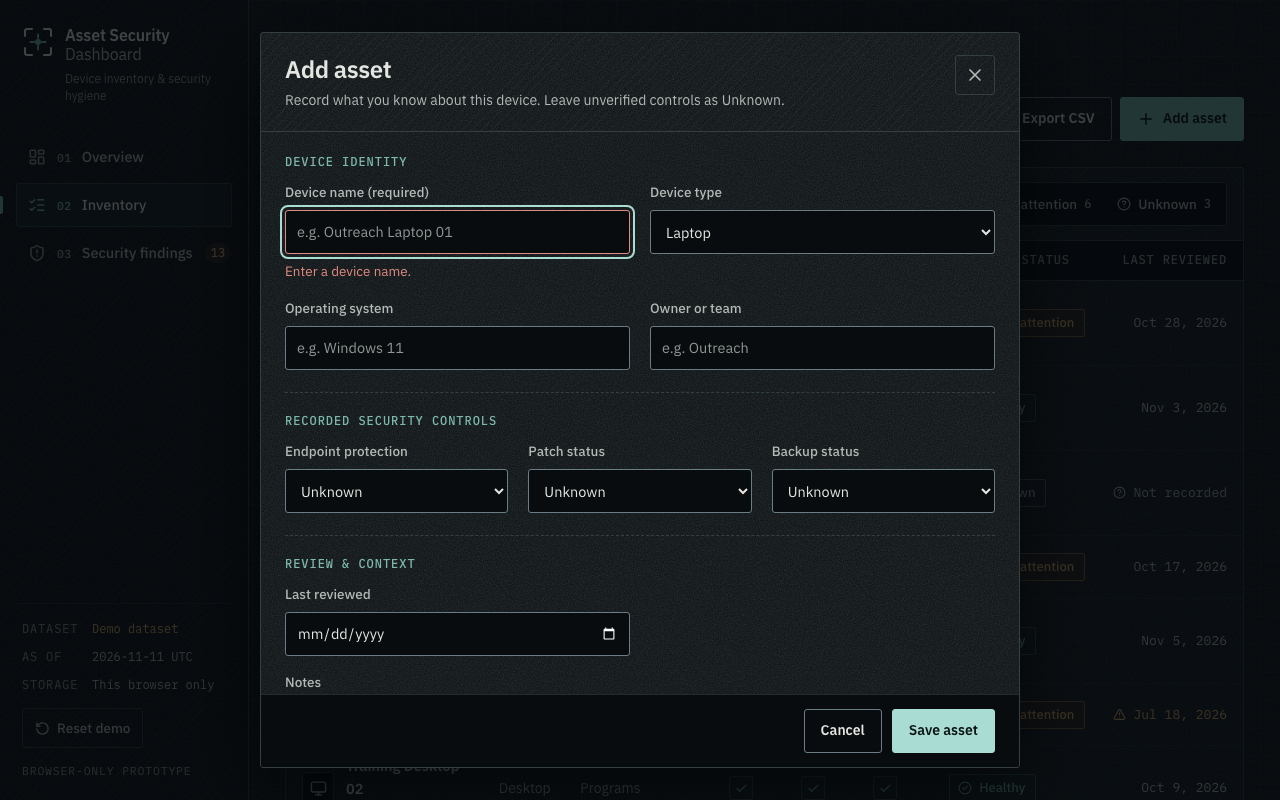 Asset Security
Dashboard
Device inventory & security
hygiene
01 Overview
02 Inventory
03 Security findings 13
DATASET Demo dataset
AS OF 2026-11-11 UTC
STORAGE This browser only
Reset demo
BROWSER-ONLY PROTOTYPE
Add asset
Record what you know about this device. Leave unverified controls as Unknown.
DEVICE IDENTITY
Device name (required)
Device type
e.g. Outreach Laptop 01
Laptop
Enter a device name.
Operating system
Owner or team
e.g. Windows 11
e.g. Outreach
RECORDED SECURITY CONTROLS
Endpoint protection
Patch status
Backup status
Unknown
Unknown
Unknown
REVIEW & CONTEXT
Last reviewed
mm/dd/yyyy
Notes
Cancel
Save asset
Export CSV
Add asset
attention 6
Unknown 3
STATUS
LAST REVIEWED
attention
Oct 28, 2026
Nov 3, 2026
Not recorded
attention
Oct 17, 2026
Nov 5, 2026
attention
Jul 18, 2026
Training Desktop
02
Desktop
Programs
Healthy
Oct 9, 2026